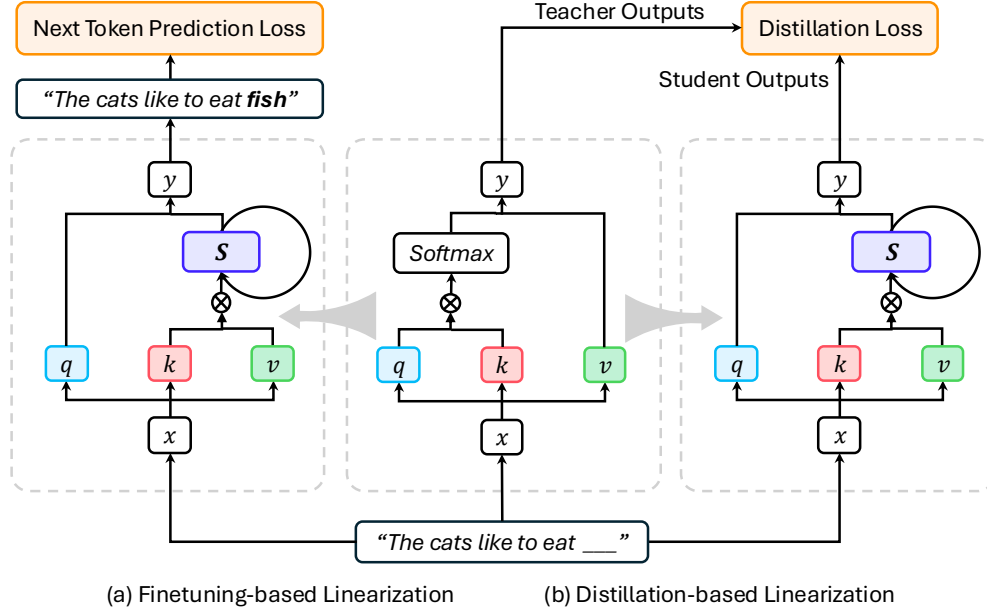 Next Token Prediction Loss
Teacher Outputs
Distillation Loss
Student Outputs
“The cats like to eat fish”
y
y
y
S
Softmax
S
q
k
v
q
k
v
q
k
v
x
x
x
“The cats like to eat ___”
(a) Finetuning-based Linearization
(b) Distillation-based Linearization